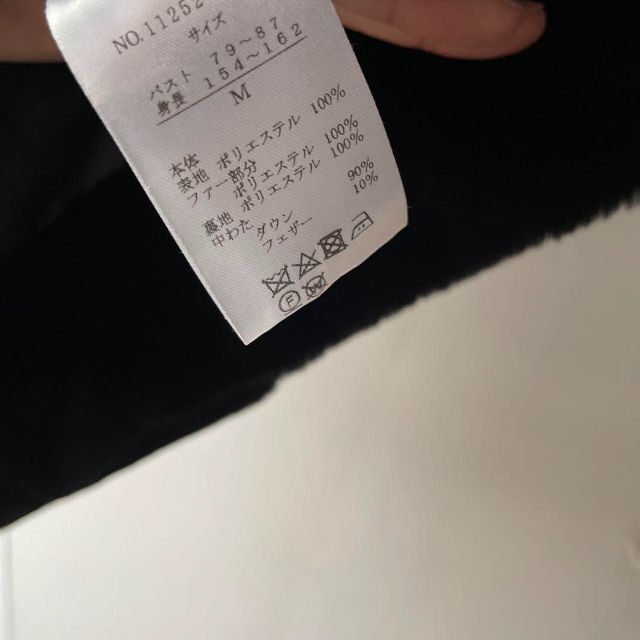 NO.11252
サイズ
バスト 79~87
身長 154~162
M
本体
表地 ポリエステル 100%
ファー部分
ポリエステル 100%
裏地 ポリエステル 100%
中わた ダウン 90%
フェザー 10%
F